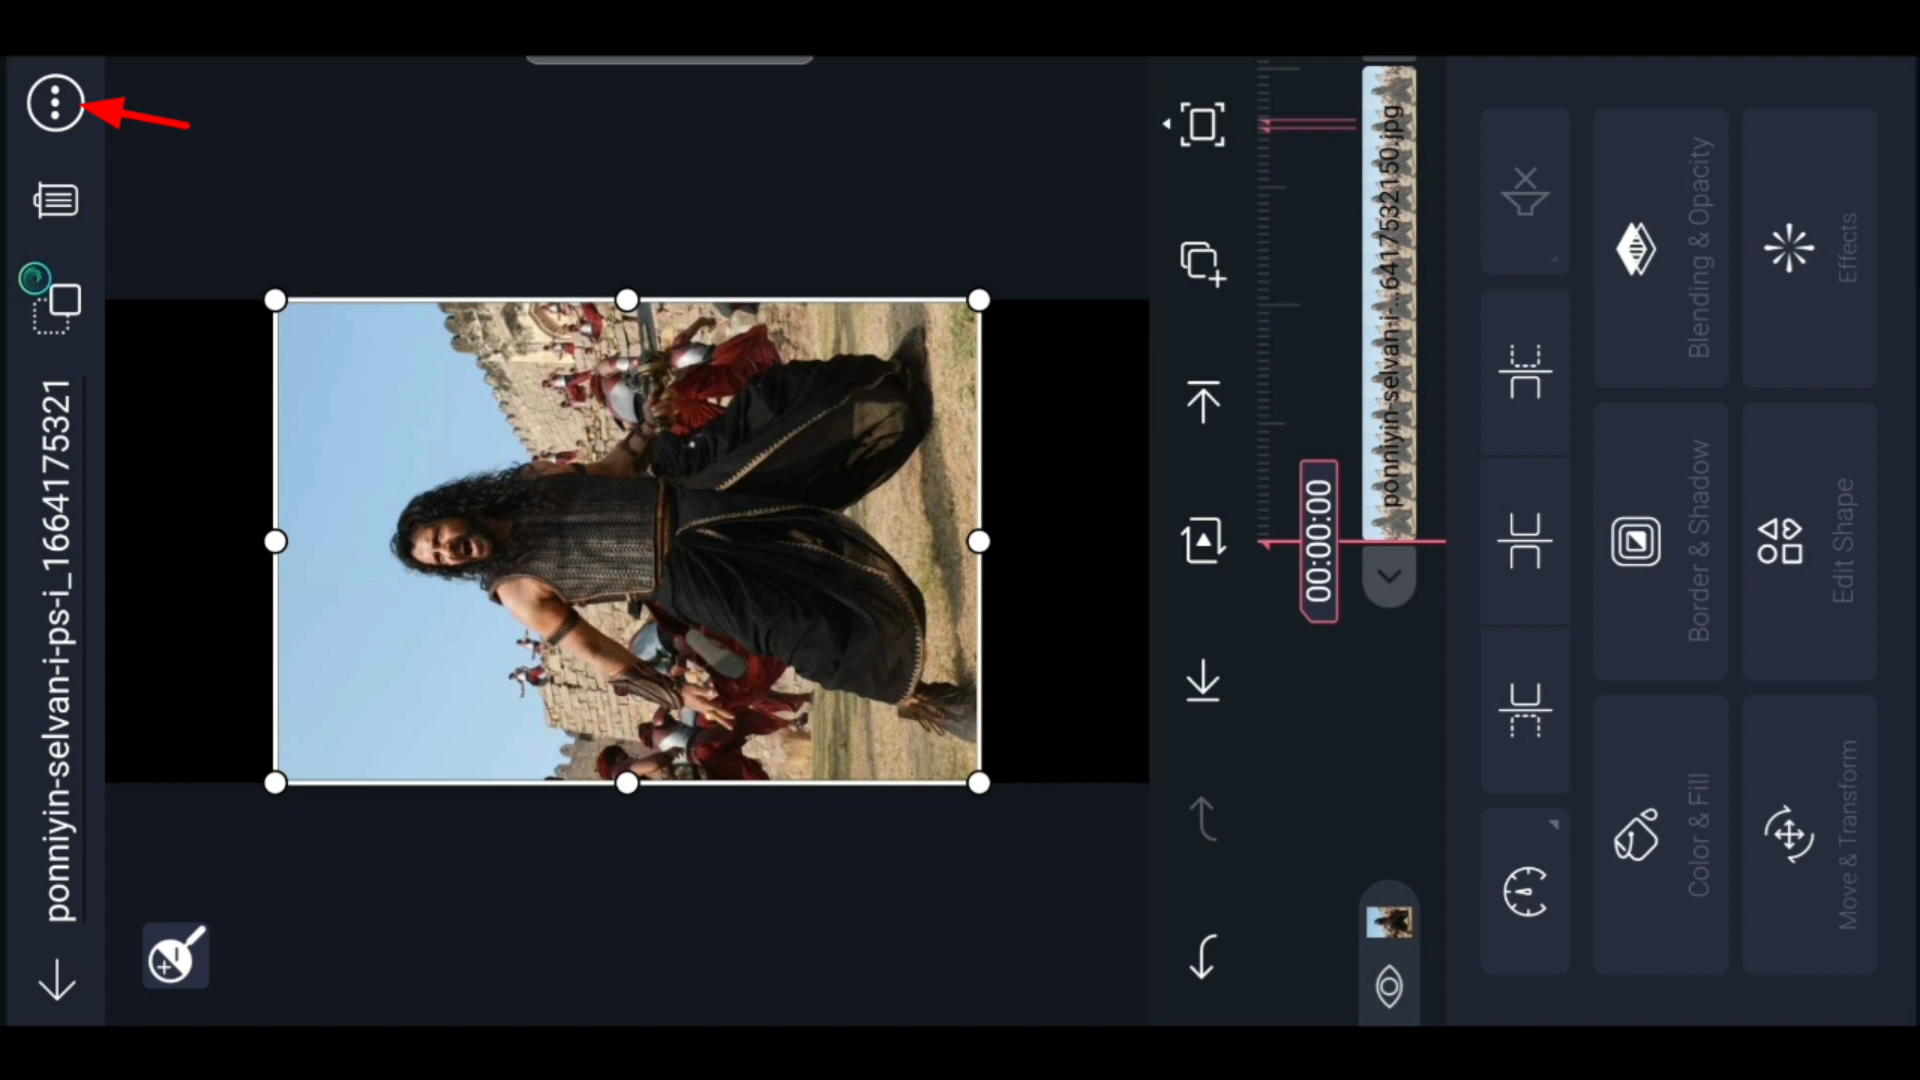 ponniyin-selvan-i-ps-i_1664175321
00:00:00
ponniyin-selvan-i-...6417532150.jpg
Color & Fill
Border & Shadow
Blending & Opacity
Move & Transform
Edit Shape
Effects